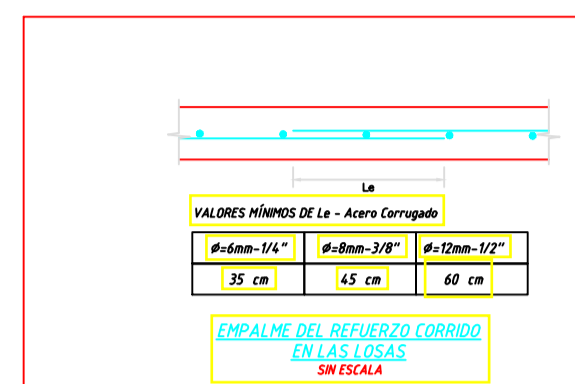 Le
VALORES MÍNIMOS DE Le - Acero Corrugado
Ø=6mm-1/4" Ø=8mm-3/8" Ø=12mm-1/2"
35 cm 45 cm 60 cm
EMPALME DEL REFUERZO CORRIDO
EN LAS LOSAS
SIN ESCALA